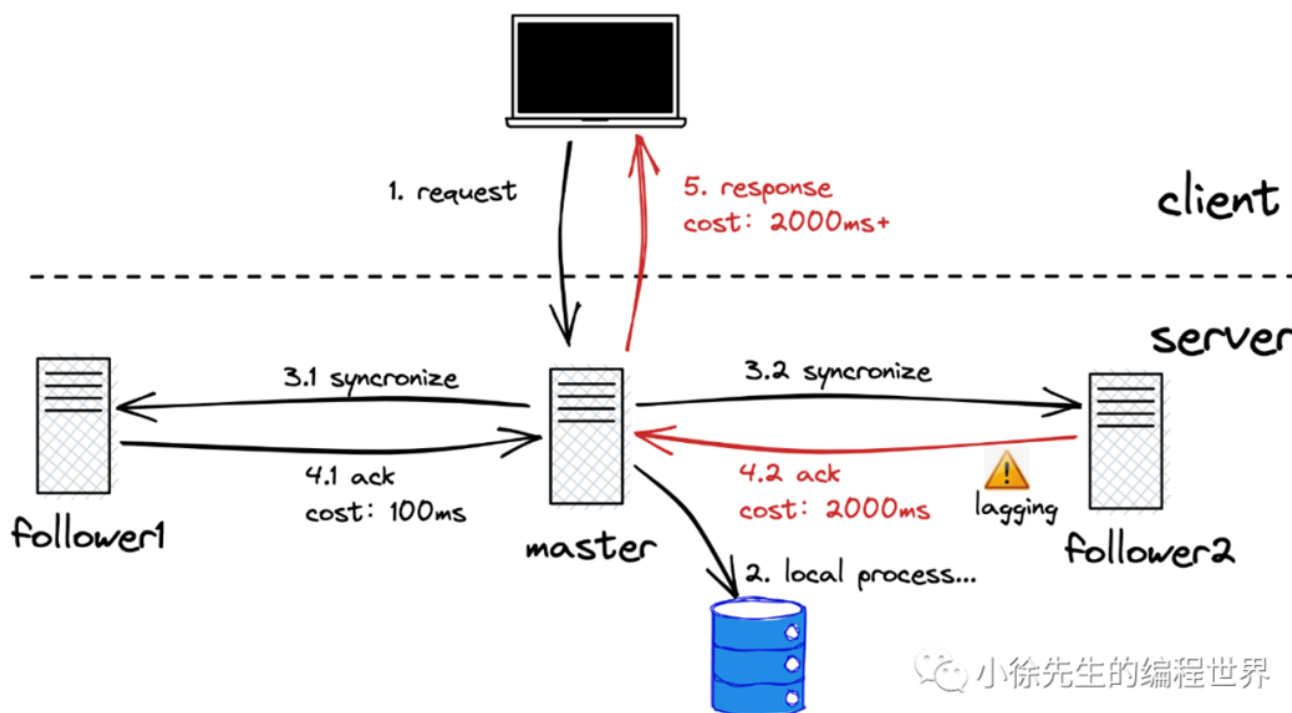 1. request
5. response
cost: 2000ms+
client
server
3.1 syncronize
3.2 syncronize
4.1 ack
cost: 100ms
4.2 ack
cost: 2000ms
lagging
follower1
master
follower2
2. local process...
小徐先生的编程世界